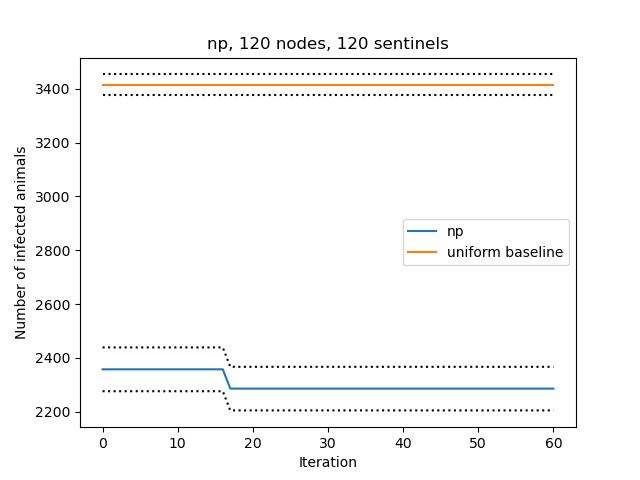 np, 120 nodes, 120 sentinels
Number of infected animals
3400
3200
3000
2800
2600
2400
2200
np
uniform baseline
0 10 20 30 40 50 60
Iteration